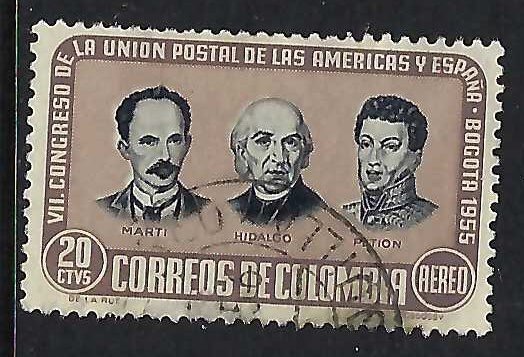 VII. CONGRESO DE LA UNION POSTAL DE LAS AMERICAS Y ESPAÑA · BOGOTA 1955
MARTI
HIDALGO
PETION
20
CTVS
CORREOS DE COLOMBIA
AEREO
DE LA RUE